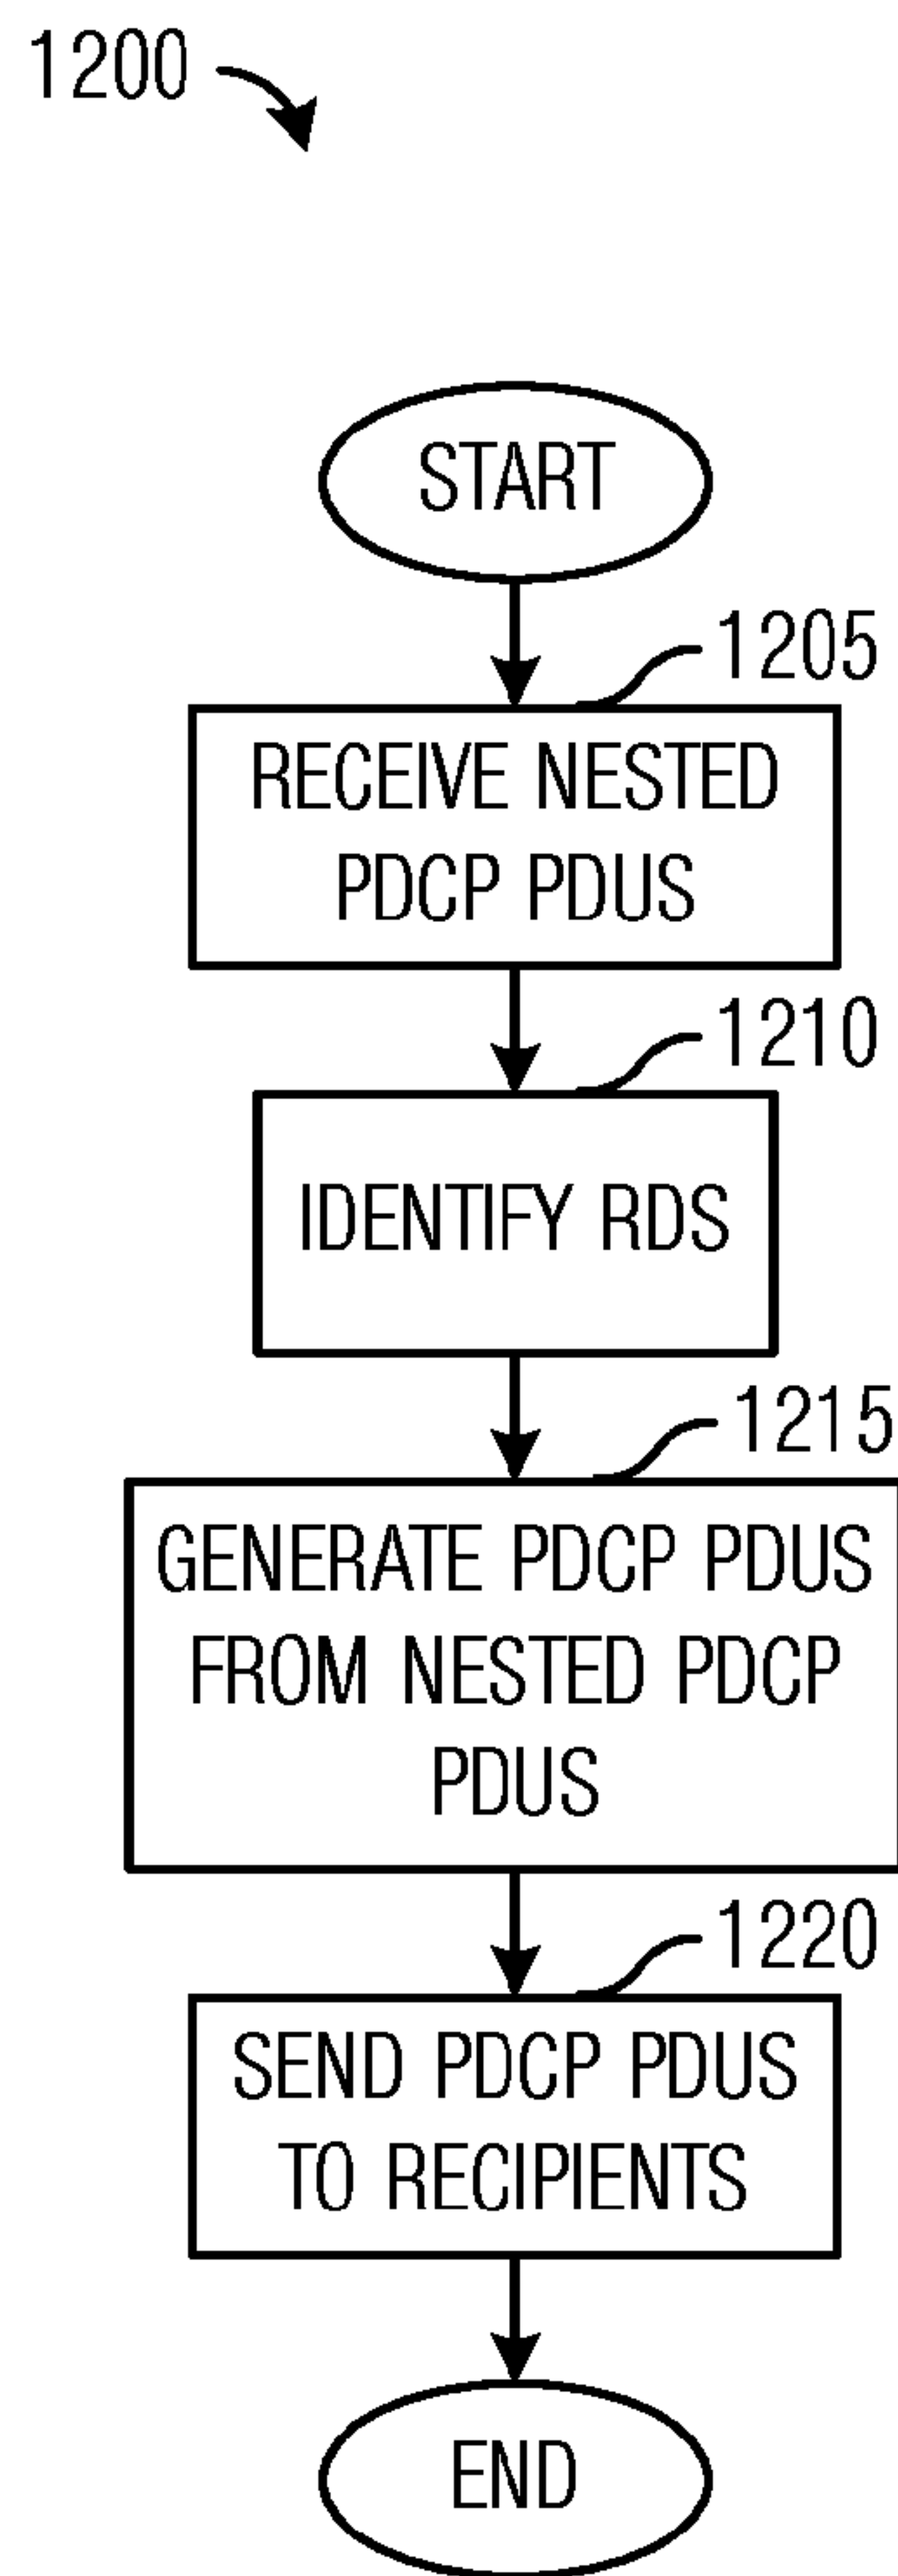 1200
START
1205
RECEIVE NESTED
PDCP PDUS
1210
IDENTIFY RDS
1215
GENERATE PDCP PDUS
FROM NESTED PDCP
PDUS
1220
SEND PDCP PDUS
TO RECIPIENTS
END